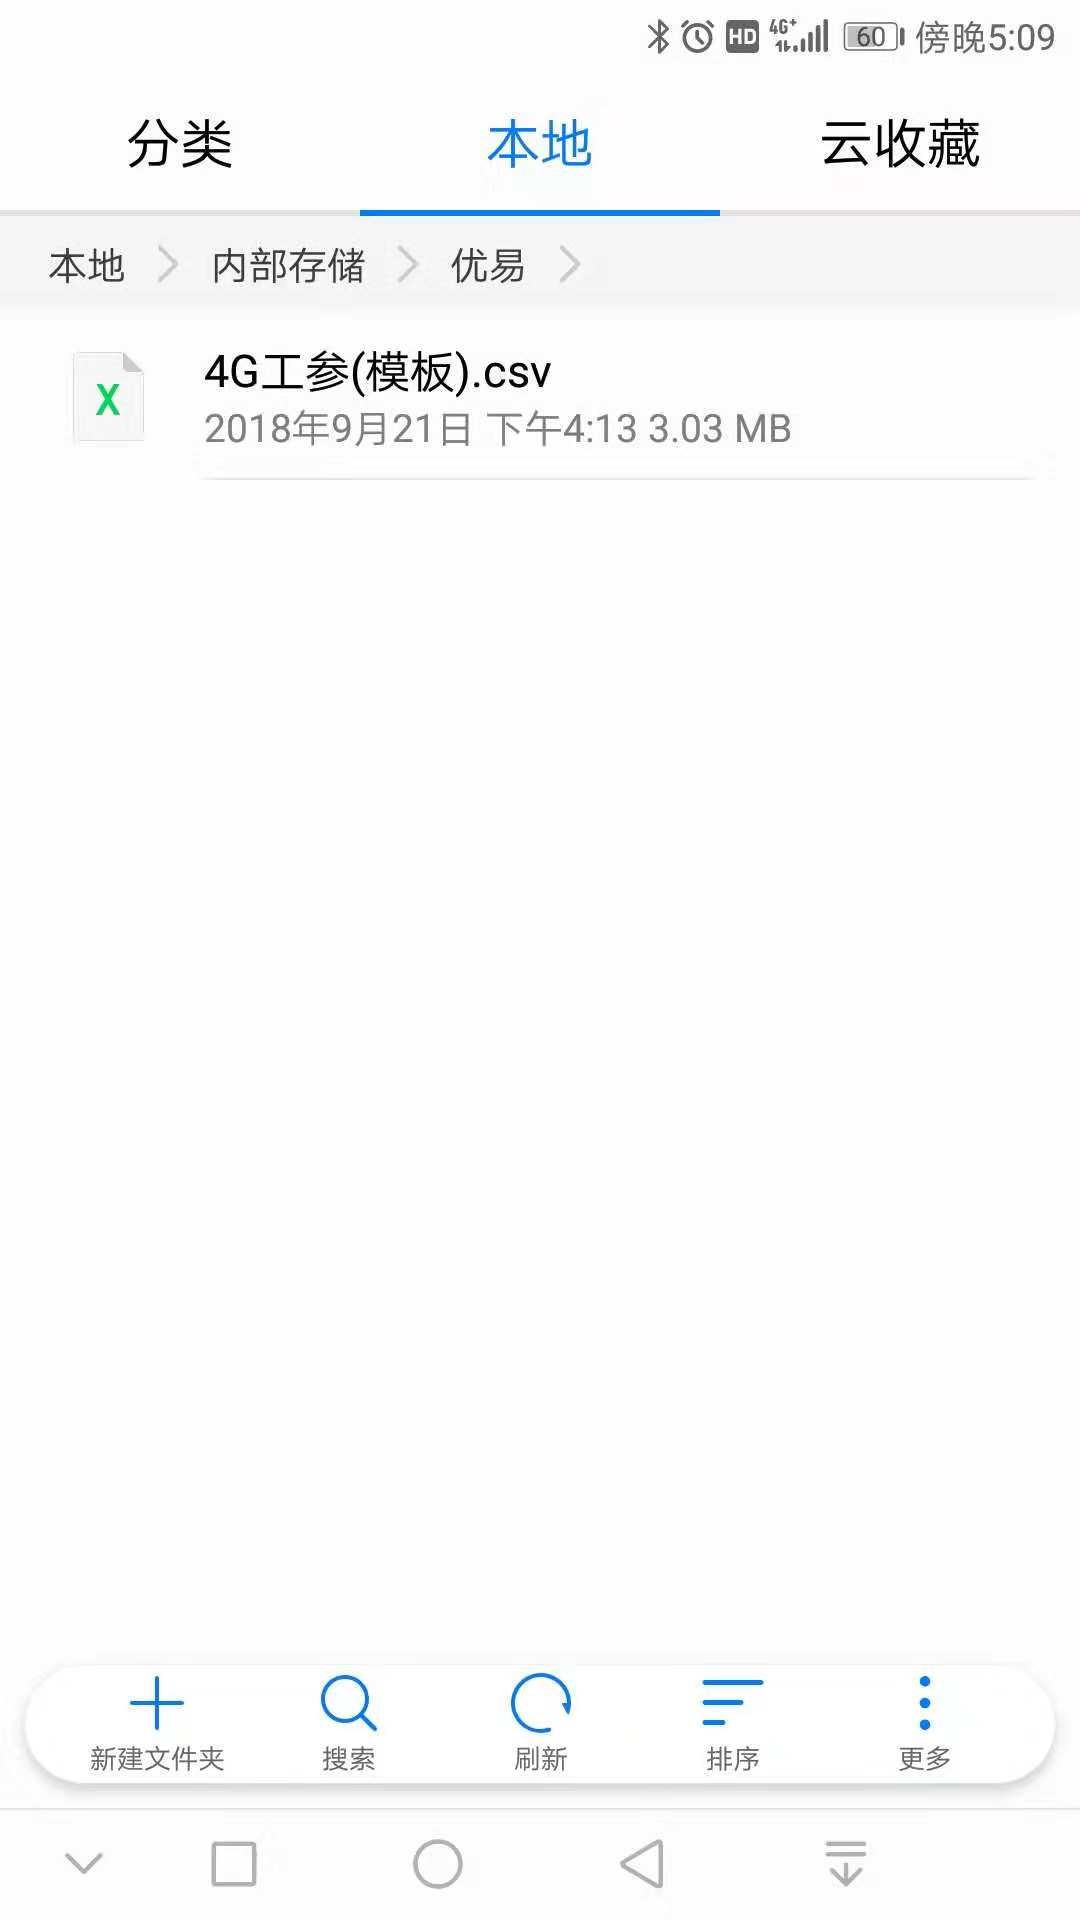 HD 4G+ 60 傍晚5:09
分类 本地 云收藏
本地 内部存储 优易
X
4G工参(模板).csv
2018年9月21日 下午4:13 3.03 MB
新建文件夹 搜索 刷新 排序 更多